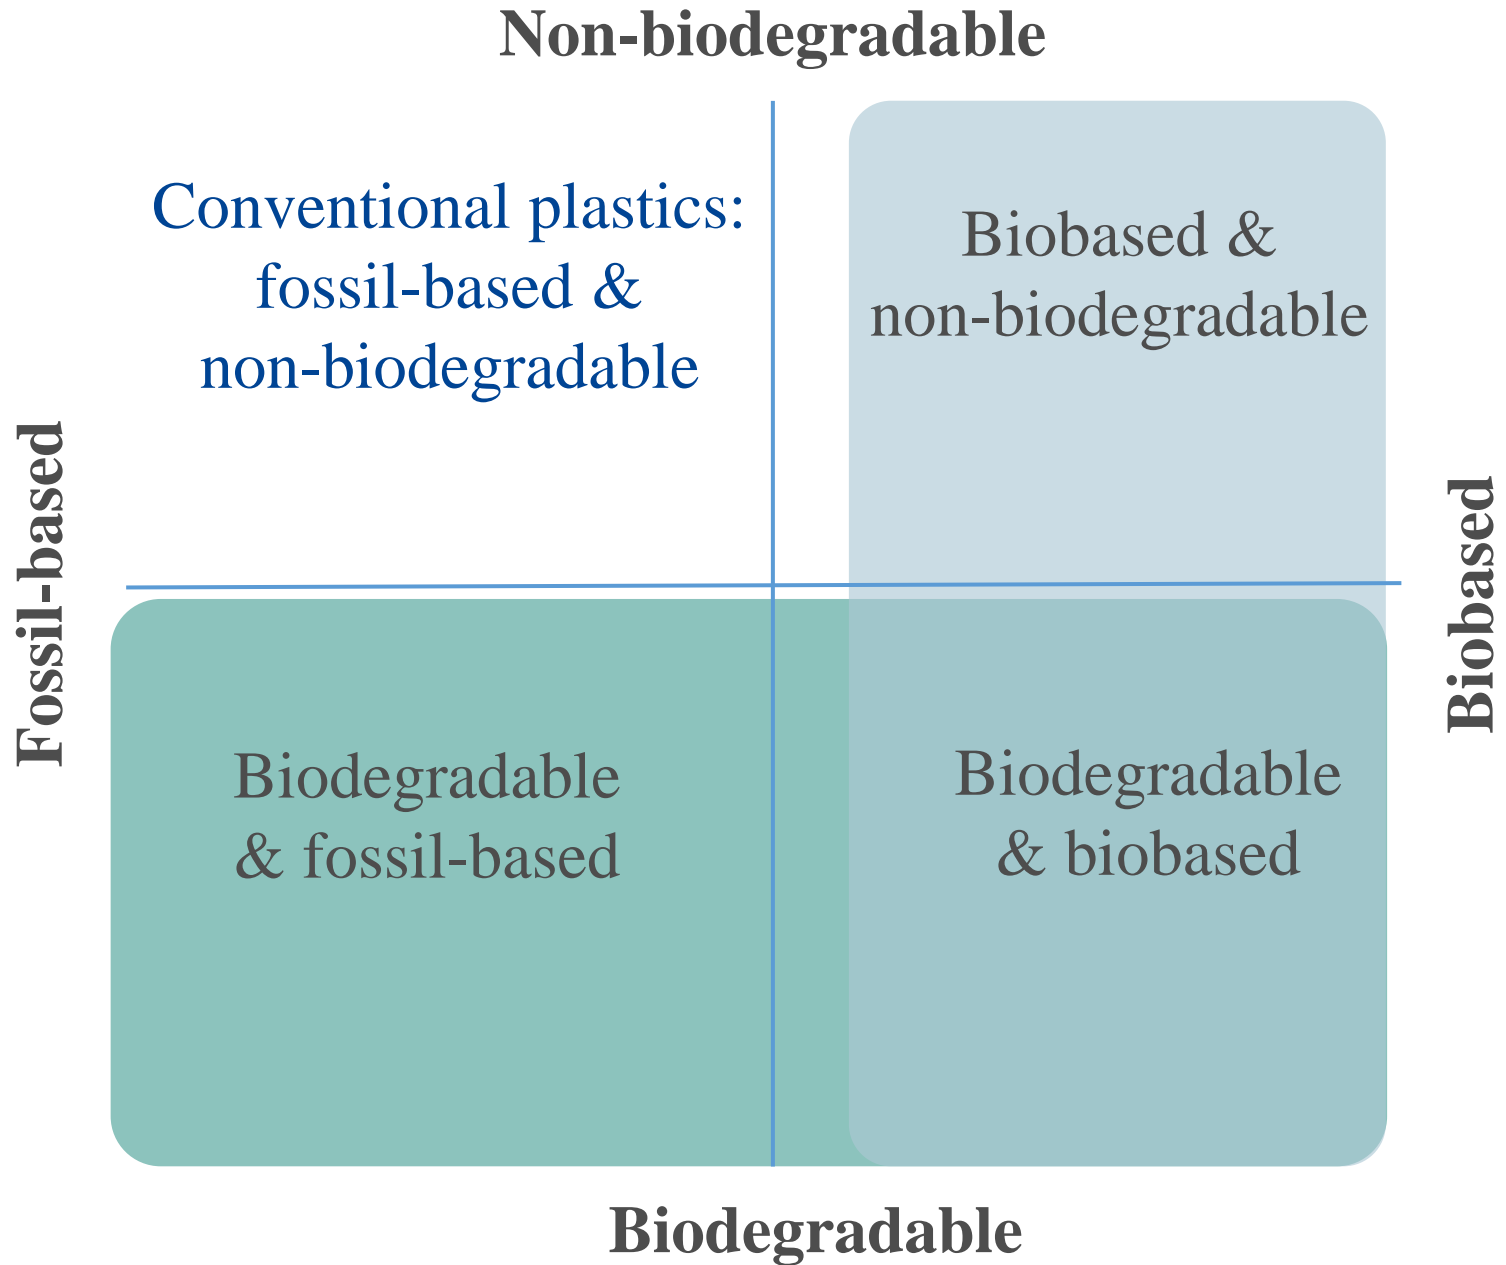 Non-biodegradable
Conventional plastics:
fossil-based &
non-biodegradable
Biobased &
non-biodegradable
Fossil-based
Biobased
Biodegradable
& fossil-based
Biodegradable
& biobased
Biodegradable